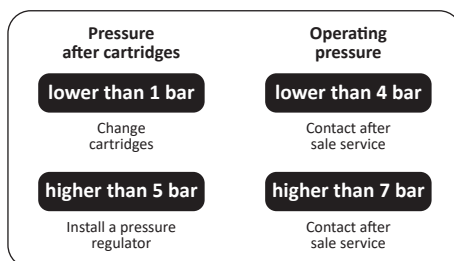 Pressure
after cartridges
lower than 1 bar
Change
cartridges
higher than 5 bar
Install a pressure
regulator
Operating
pressure
lower than 4 bar
Contact after
sale service
higher than 7 bar
Contact after
sale service